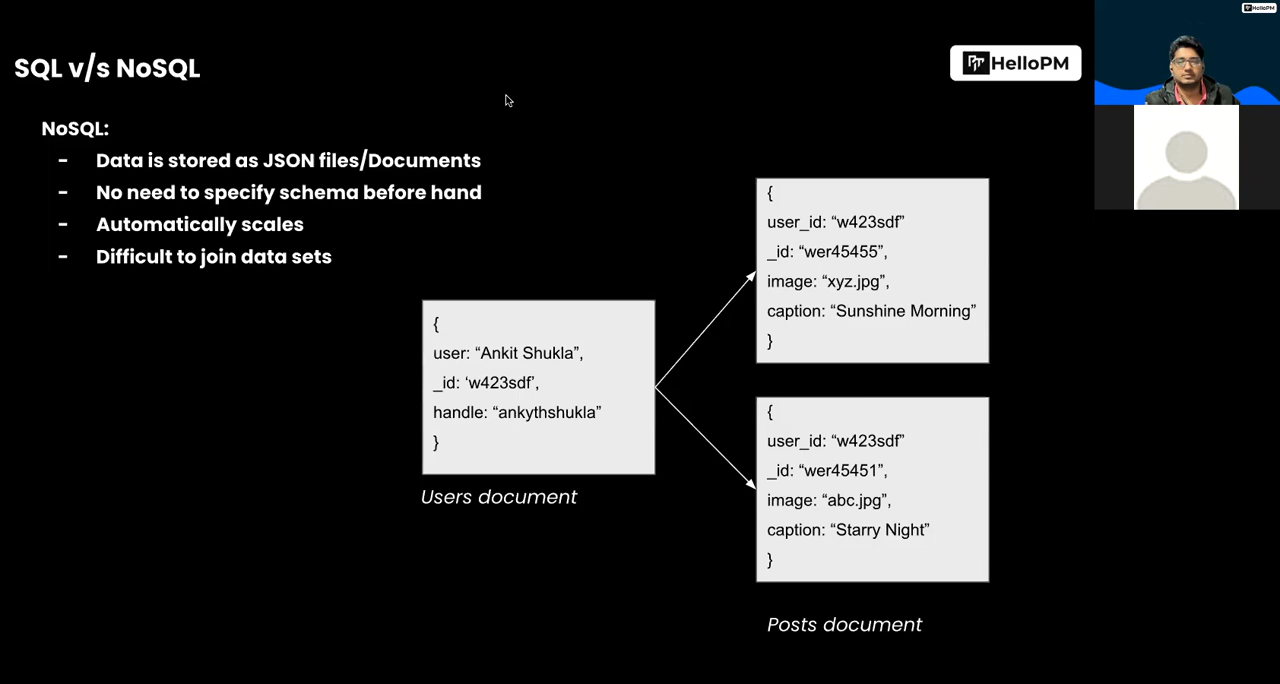 SQL v/s NoSQL
HelloPM
HelloPM
NoSQL:
- Data is stored as JSON files/Documents
- No need to specify schema before hand
- Automatically scales
- Difficult to join data sets
{
user: “Ankit Shukla”,
_id: ‘w423sdf’,
handle: “ankythshukla”
}
Users document
{
user_id: “w423sdf”
_id: “wer45455”,
image: “xyz.jpg”,
caption: “Sunshine Morning”
}
{
user_id: “w423sdf”
_id: “wer45451”,
image: “abc.jpg”,
caption: “Starry Night”
}
Posts document